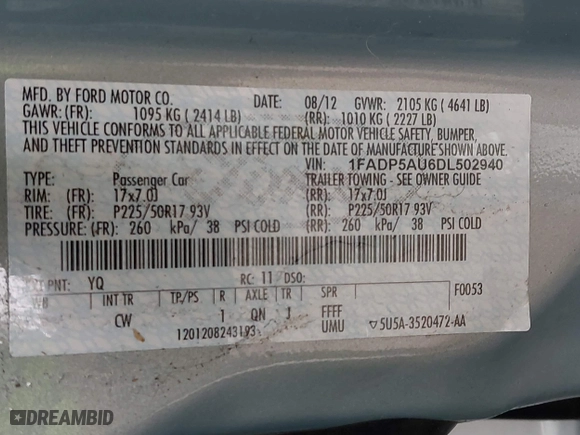 MFD. BY FORD MOTOR CO. DATE: 08/12 GVWR: 2105 KG ( 4641 LB)
GAWR: (FR): 1095 KG ( 2414 LB) (RR): 1010 KG ( 2227 LB)
THIS VEHICLE CONFORMS TO ALL APPLICABLE FEDERAL MOTOR VEHICLE SAFETY, BUMPER,
AND THEFT PREVENTION STANDARDS IN EFFECT ON THE DATE OF MANUFACTURE SHOWN ABOVE.
VIN: 1FADP5AU6DL502940
TYPE: Passenger Car TRAILER TOWING - SEE OWNER GUIDE
RIM: (FR): 17x7.0J (RR): 17x7.0J
TIRE: (FR): P225/50R17 93V (RR): P225/50R17 93V
PRESSURE: (FR): 260 kPa/ 38 PSI COLD (RR): 260 kPa/ 38 PSI COLD
EXT PNT: YQ RC: 11 /DSO: F0053
WB INT TR TP/PS R AXLE TR SPR
CW 1 QN J FFFF
1201208243193 UMU 5U5A-3520472-AA
DREAMBID